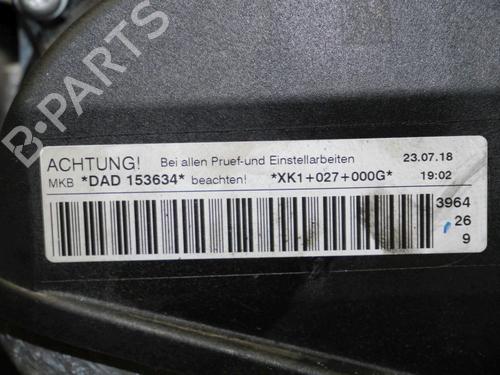 B-PARTS
ACHTUNG! Bei allen Pruef-und Einstellarbeiten 23.07.18
MKB *DAD 153634* beachten! *XK1+027+000G* 19:02
3964
26
9